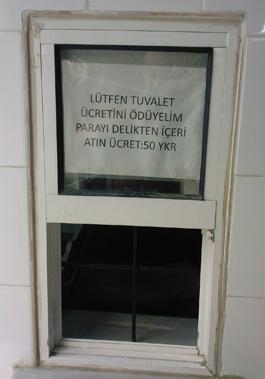 LÜTFEN TUVALET
ÜCRETİNİ ÖDÜYELİM
PARAYI DELİKTEN İÇERİ
ATIN ÜCRET:50 YKR